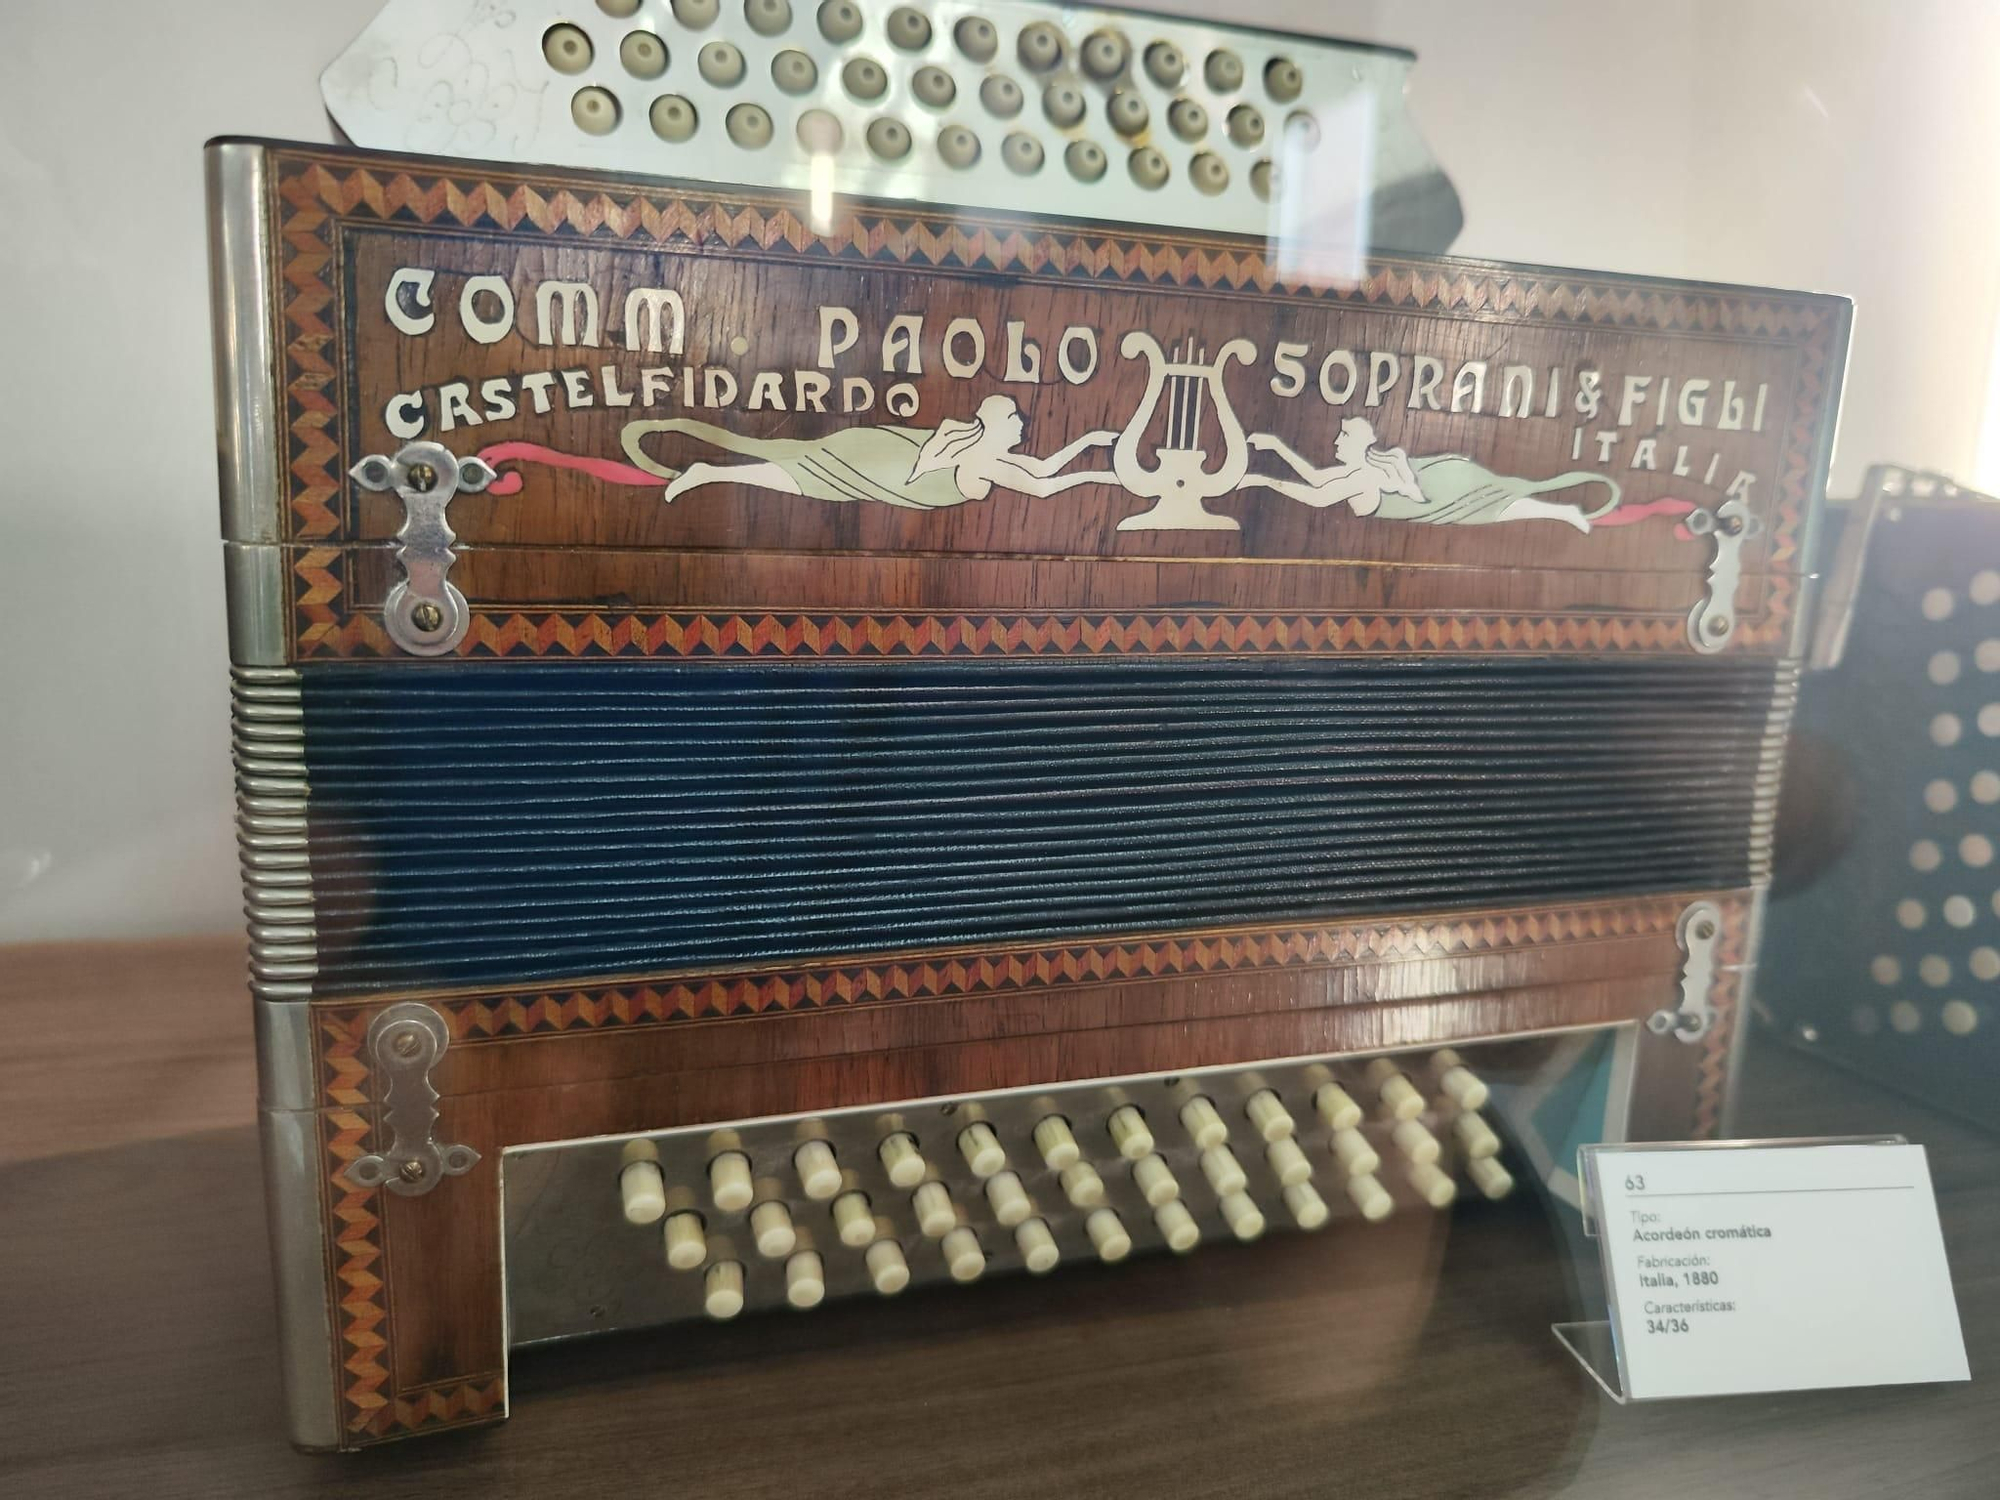 COMM. PAOLO SOPRANI & FIGLI
CASTELFIDARDO
ITALIA
63
Tipo:
Acordeón cromática
Fabricación:
Italia, 1880
Características:
34/36